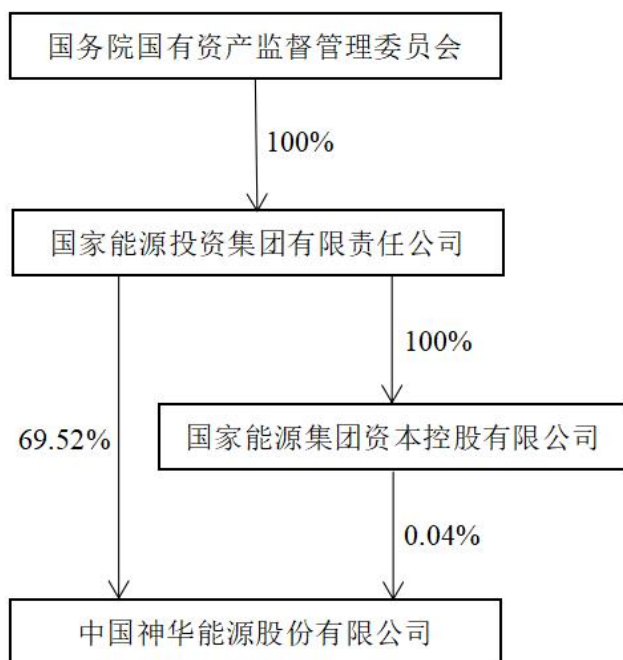 国务院国有资产监督管理委员会
100%
国家能源投资集团有限责任公司
100%
69.52%
国家能源集团资本控股有限公司
0.04%
中国神华能源股份有限公司